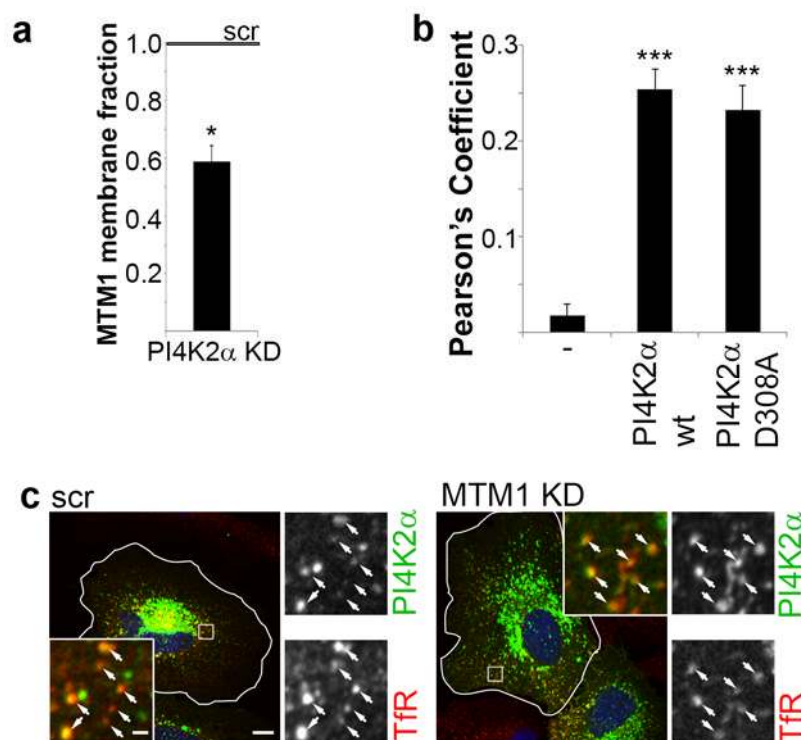 a
scr
MTM1 membrane fraction
1.0
0.8
0.6
0.4
0.2
*
PI4K2α KD
b
Pearson's Coefficient
0.3
0.2
0.1
***
***
-
PI4K2α
wt
PI4K2α
D308A
c
scr
PI4K2α
TfR
MTM1 KD
PI4K2α
TfR